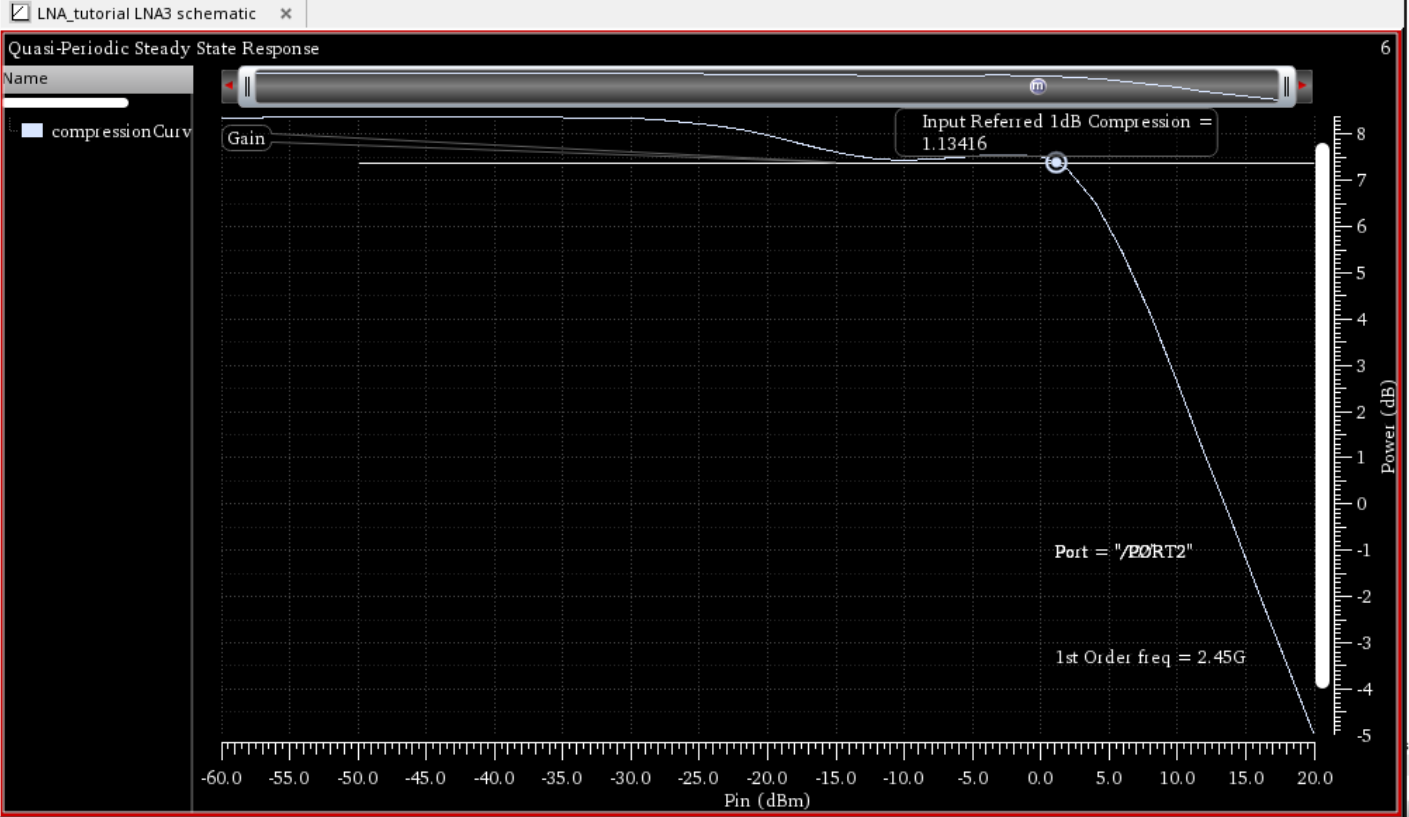 LNA_tutorial LNA3 schematic ×
Quasi-Periodic Steady State Response
6
Name
compressionCurv
Gain
Input Referred 1dB Compression =
1.13416
8
7
6
5
4
3
2
1
0
-1
-2
-3
-4
-5
Power (dB)
Port = "/PORT2"
1st Order freq = 2.45G
-60.0 -55.0 -50.0 -45.0 -40.0 -35.0 -30.0 -25.0 -20.0 -15.0 -10.0 -5.0 0.0 5.0 10.0 15.0 20.0
Pin (dBm)
m